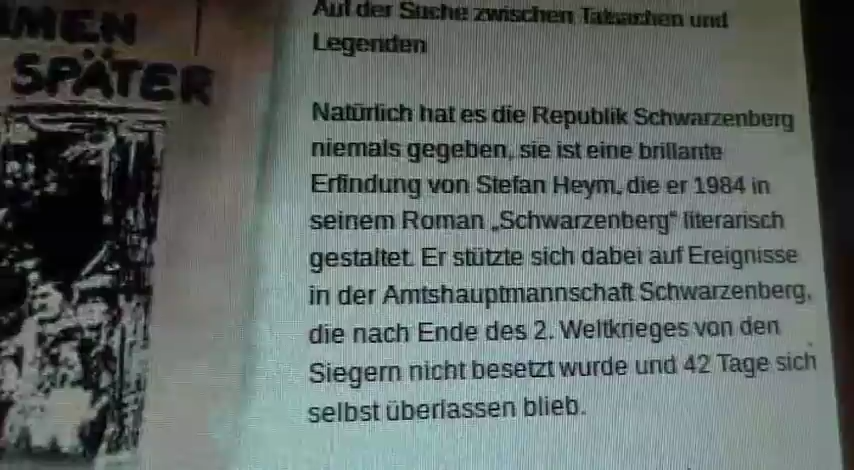 MEN
SPÄTER
Auf der Suche zwischen Tatsachen und
Legenden
Natürlich hat es die Republik Schwarzenberg
niemals gegeben, sie ist eine brillante
Erfindung von Stefan Heym, die er 1984 in
seinem Roman „Schwarzenberg“ literarisch
gestaltet. Er stützte sich dabei auf Ereignisse
in der Amtshauptmannschaft Schwarzenberg,
die nach Ende des 2. Weltkrieges von den
Siegern nicht besetzt wurde und 42 Tage sich
selbst überlassen blieb.